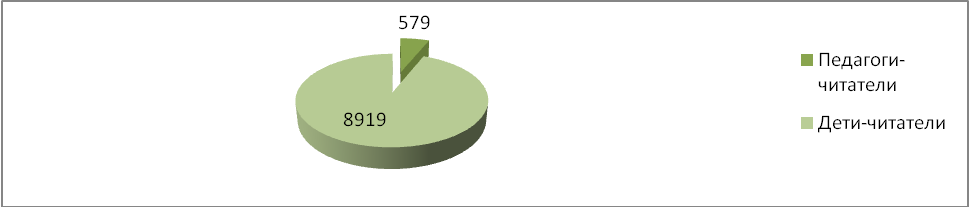 579
8919
Педагоги-
читатели
Дети-читатели